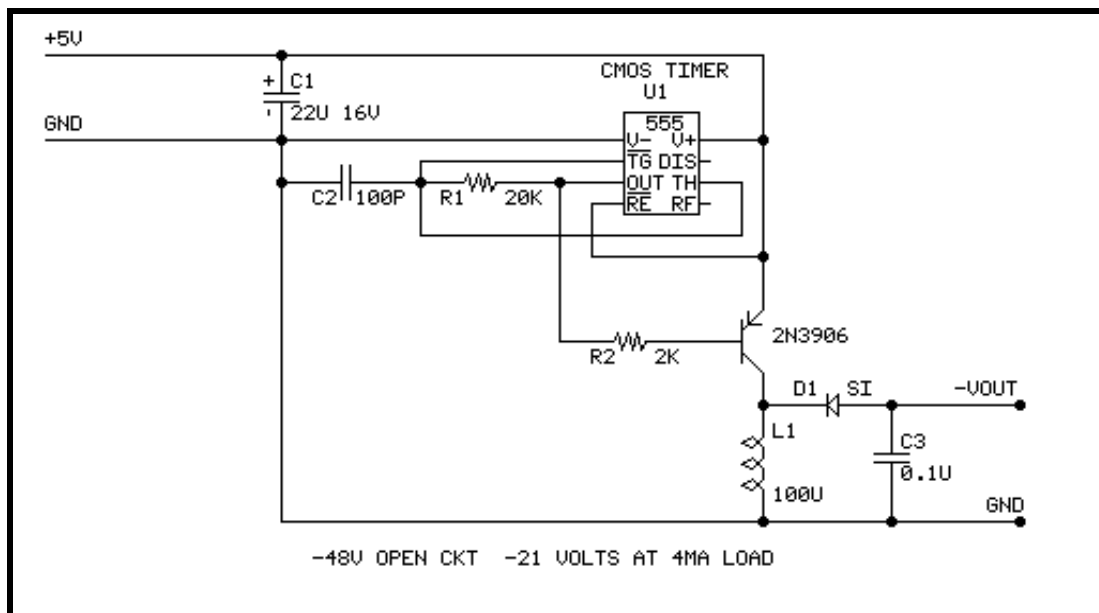 +5V
CMOS TIMER
U1
+ C1
- 22U 16V
GND
555
V- V+
TG DIS
OUT TH
RE RF
C2 100P
R1 20K
R2 2K
2N3906
D1 SI
-VOUT
L1
100U
C3
0.1U
GND
-48V OPEN CKT -21 VOLTS AT 4MA LOAD